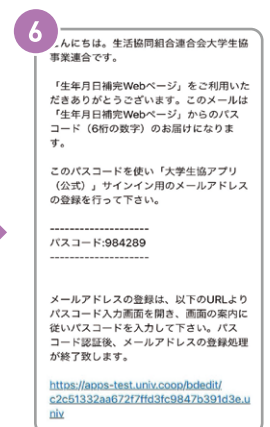 6
こんにちは。生活協同組合連合会大学生協
事業連合です。
「生年月日補完Webページ」をご利用いた
だきありがとうございます。このメールは
「生年月日補完Webページ」からのパス
コード（6桁の数字）のお届けになりま
す。
このパスコードを使い「大学生協アプリ
（公式）」サインイン用のメールアドレス
の登録を行って下さい。
--------------------
パスコード:984289
--------------------
メールアドレスの登録は、以下のURLより
パスコード入力画面を開き、画面の案内に
従いパスコードを入力して下さい。パス
コード認証後、メールアドレスの登録処理
が終了致します。
https://apps-test.univ.coop/bdedit/
c2c51332aa672f7ffd3fc9847b391d3e.u
niv